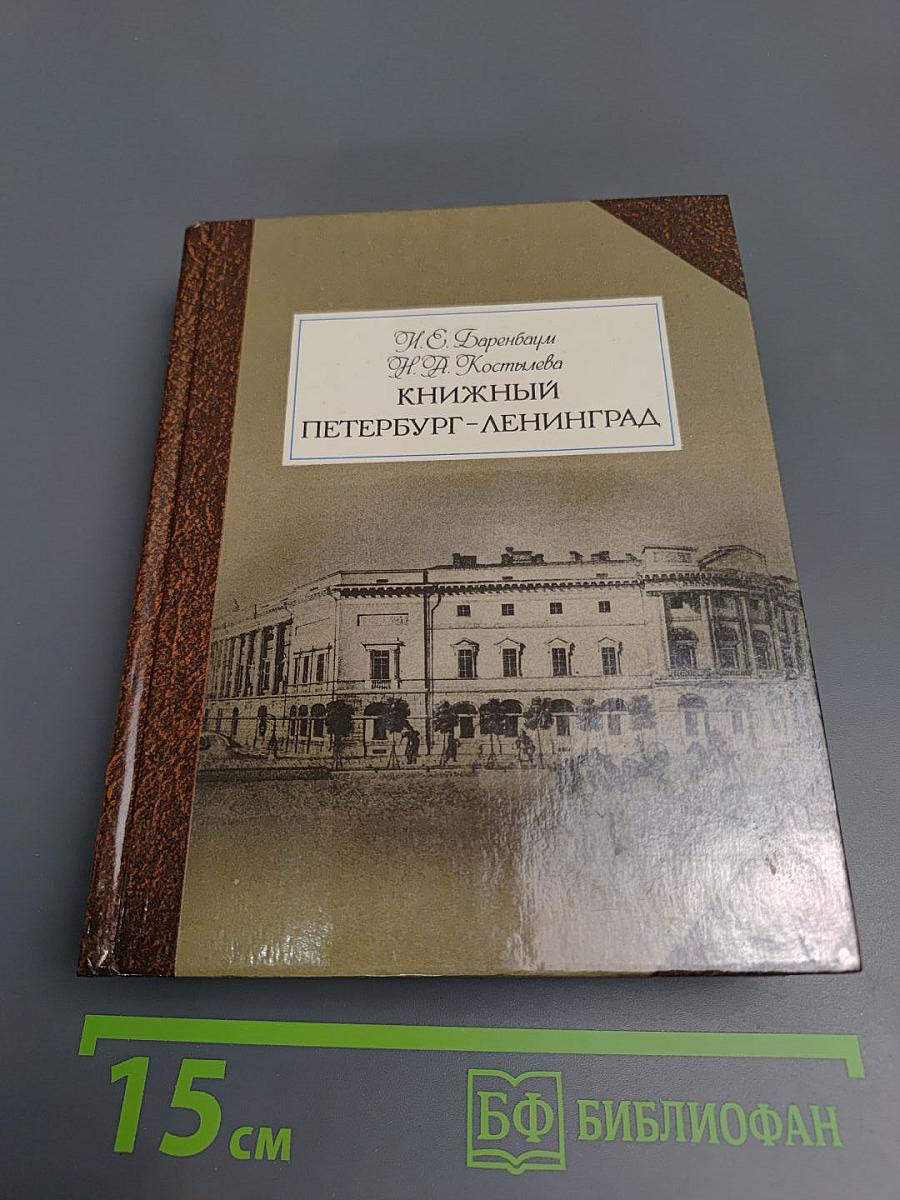 И. Е. Баренбаум
Н. А. Костылева
КНИЖНЫЙ
ПЕТЕРБУРГ–ЛЕНИНГРАД
15 см
БФ БИБЛИОФАН